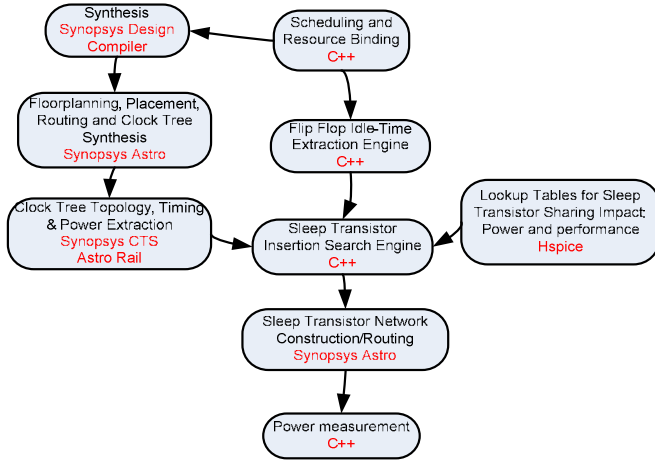 Synthesis
Synopsys Design
Compiler
Scheduling and
Resource Binding
C++
Floorplanning, Placement,
Routing and Clock Tree
Synthesis
Synopsys Astro
Flip Flop Idle-Time
Extraction Engine
C++
Clock Tree Topology, Timing
& Power Extraction
Synopsys CTS
Astro Rail
Sleep Transistor
Insertion Search Engine
C++
Lookup Tables for Sleep
Transistor Sharing Impact;
Power and performance
Hspice
Sleep Transistor Network
Construction/Routing
Synopsys Astro
Power measurement
C++